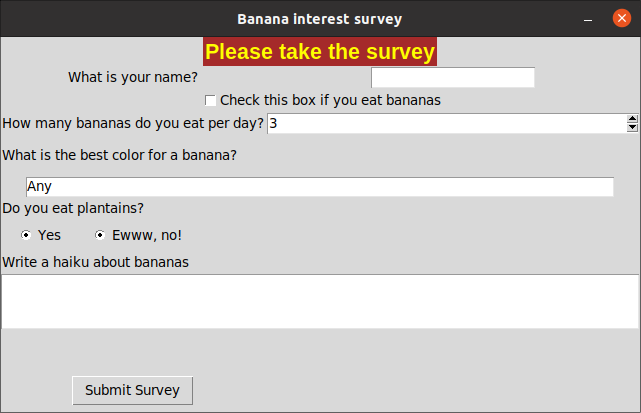 Banana interest survey
Please take the survey
What is your name?
Check this box if you eat bananas
How many bananas do you eat per day? 3
What is the best color for a banana?
Any
Do you eat plantains?
Yes Ewww, no!
Write a haiku about bananas
Submit Survey